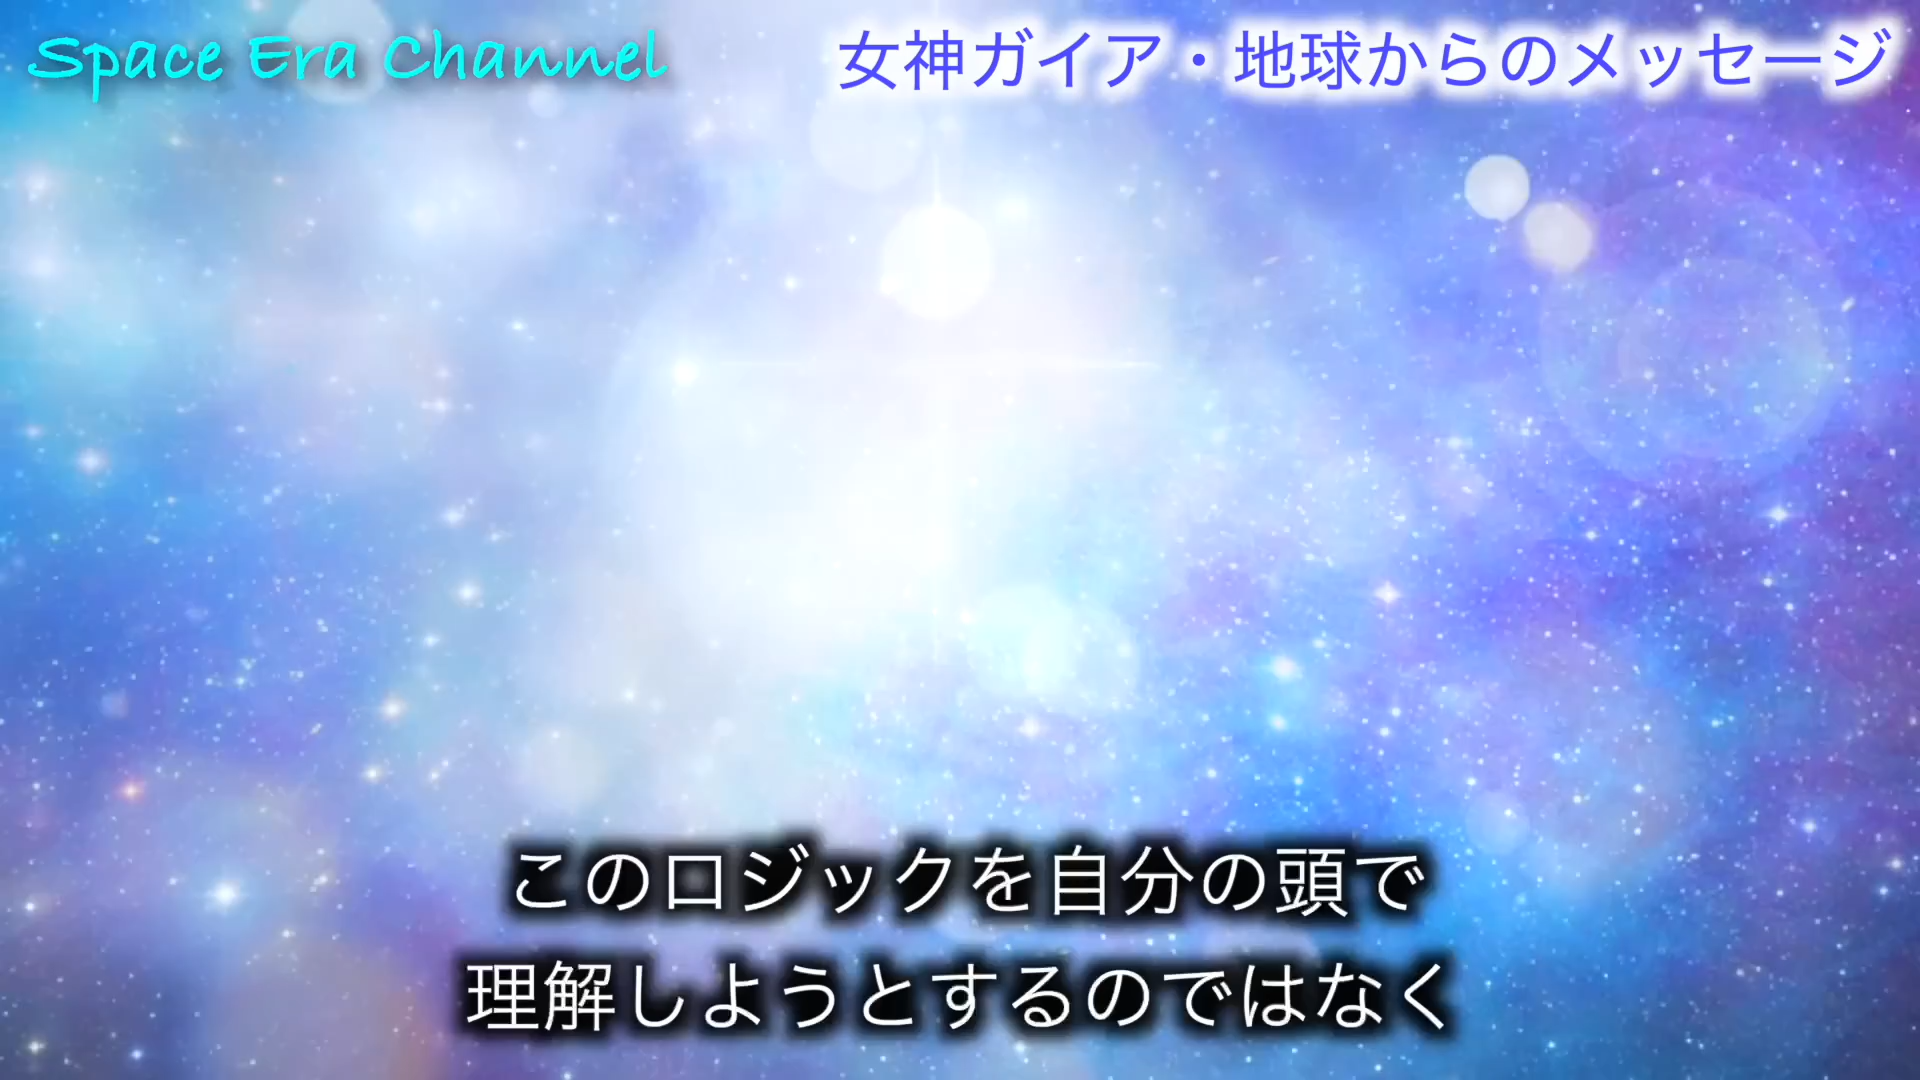 Space Era Channel
女神ガイア・地球からのメッセージ
このロジックを自分の頭で
理解しようとするのではなく